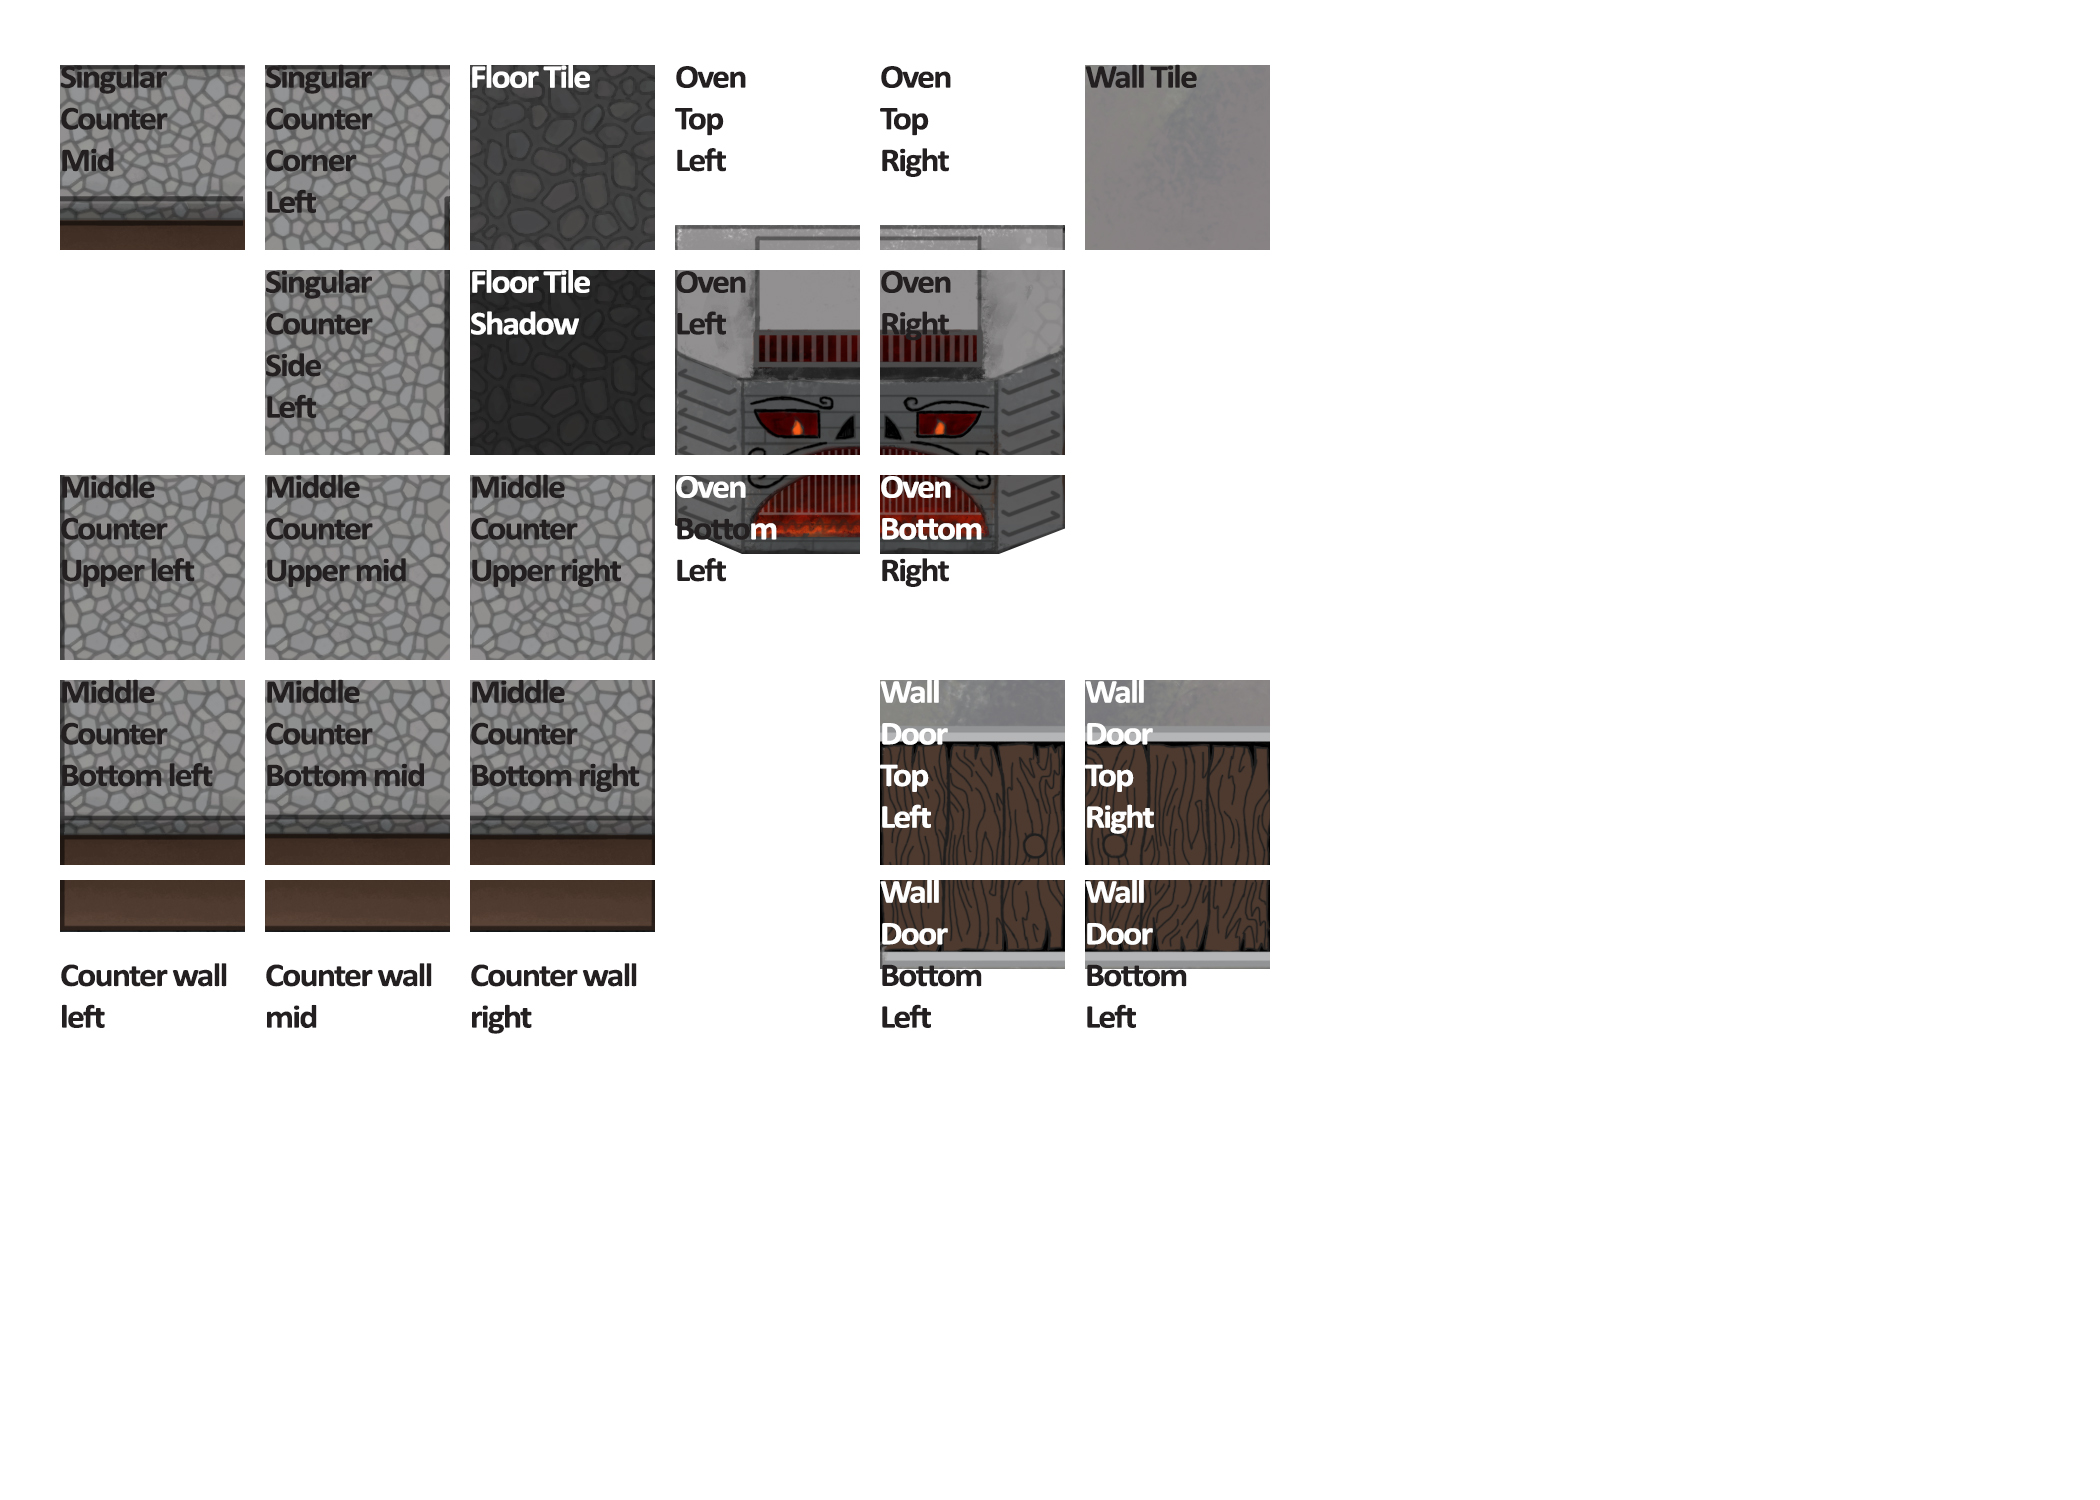 Singular
Counter
Mid
Singular
Counter
Corner
Left
Floor Tile
Oven
Top
Left
Oven
Top
Right
Wall Tile
Singular
Counter
Side
Left
Floor Tile
Shadow
Oven
Left
Oven
Right
Middle
Counter
Upper left
Middle
Counter
Upper mid
Middle
Counter
Upper right
Oven
Bottom
Left
Oven
Bottom
Right
Middle
Counter
Bottom left
Middle
Counter
Bottom mid
Middle
Counter
Bottom right
Wall
Door
Top
Left
Wall
Door
Top
Right
Counter wall
left
Counter wall
mid
Counter wall
right
Wall
Door
Bottom
Left
Wall
Door
Bottom
Left